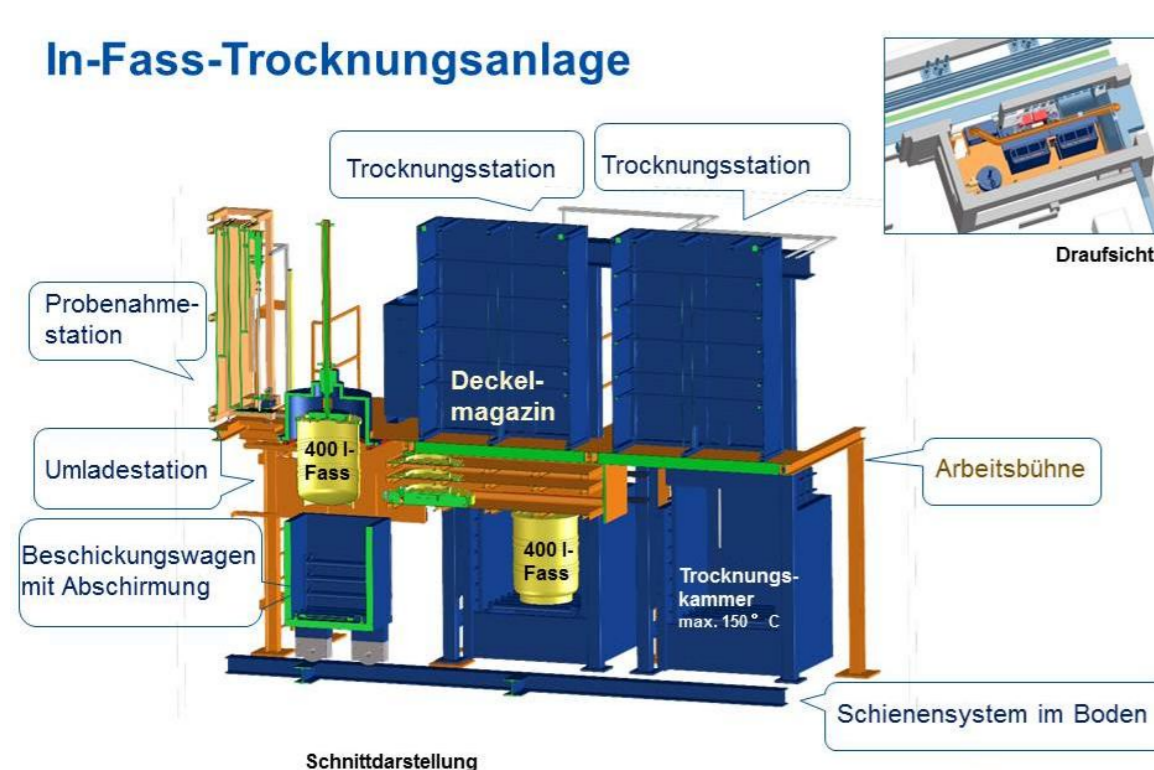 In-Fass-Trocknungsanlage
Trocknungsstation
Trocknungsstation
Draufsicht
Probenahme-
station
Deckel-
magazin
400 l-
Fass
Umladestation
Arbeitsbühne
Beschickungswagen
mit Abschirmung
400 l-
Fass
Trocknungs-
kammer
max. 150° C
Schienensystem im Boden
Schnittdarstellung